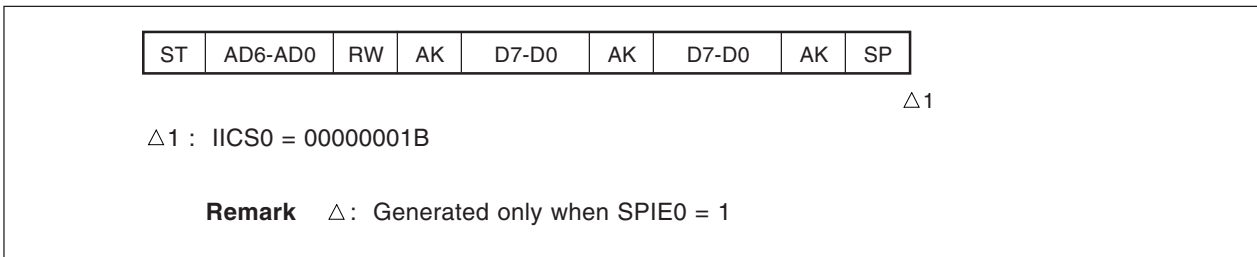 ST AD6-AD0 RW AK D7-D0 AK D7-D0 AK SP
△1
△1 : IICS0 = 00000001B
Remark △: Generated only when SPIE0 = 1